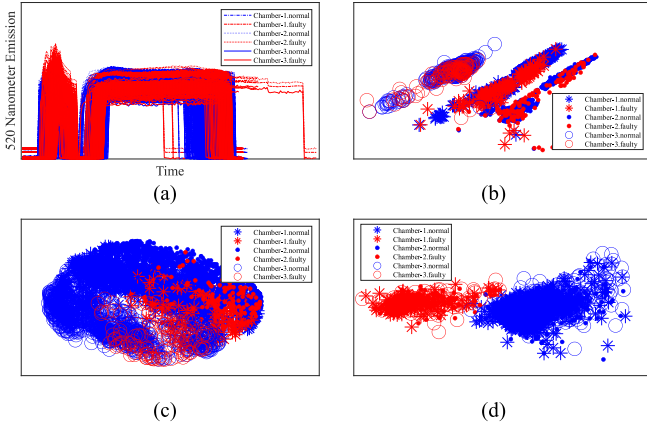 Chamber-1.normal
Chamber-1.faulty
Chamber-2.normal
Chamber-2.faulty
Chamber-3.normal
Chamber-3.faulty
520 Nanometer Emission
Time
(a)
Chamber-1.normal
Chamber-1.faulty
Chamber-2.normal
Chamber-2.faulty
Chamber-3.normal
Chamber-3.faulty
(b)
Chamber-1.normal
Chamber-1.faulty
Chamber-2.normal
Chamber-2.faulty
Chamber-3.normal
Chamber-3.faulty
(c)
Chamber-1.normal
Chamber-1.faulty
Chamber-2.normal
Chamber-2.faulty
Chamber-3.normal
Chamber-3.faulty
(d)